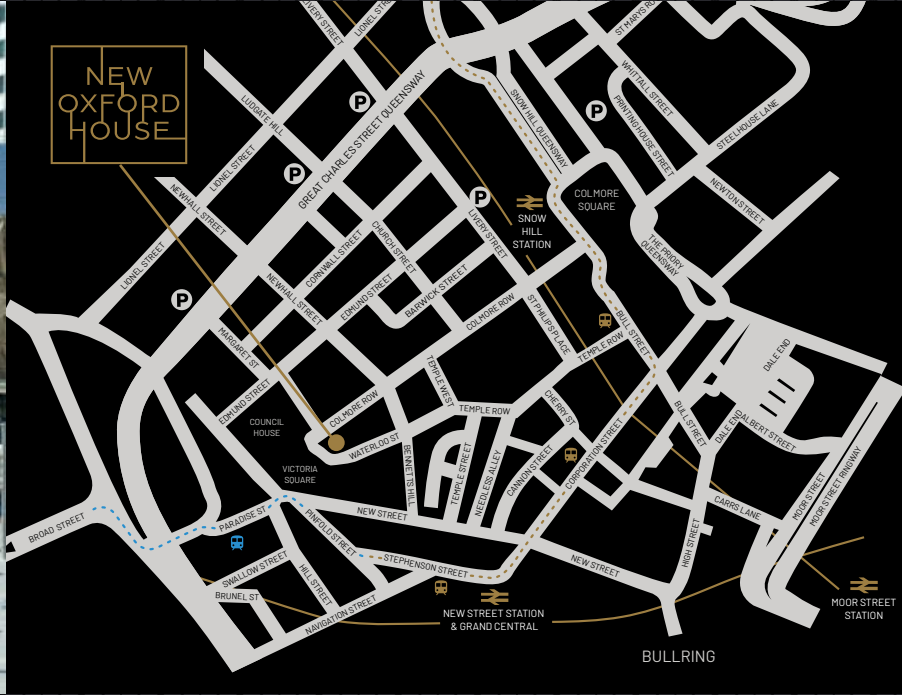 NEW
OXFORD
HOUSE
LIVERY STREET
LIONEL STREET
ST MARYS RO
WHITTALL STREET
PRINTING HOUSE STREET
STEELHOUSE LANE
SNOW HILL QUEENSWAY
P
P
LUDGATE HILL
GREAT CHARLES STREET QUEENSWAY
LIONEL STREET
P
P
NEWHALL STREET
COLMORE
SQUARE
NEWTON STREET
SNOW
HILL
STATION
LIVERY STREET
CHURCH STREET
CORNWALL STREET
LIONEL STREET
THE PRIORY
QUEENSWAY
P
NEWHALL STREET
EDMUND STREET
BARWICK STREET
COLMORE ROW
ST PHILIPS PLACE
BULL STREET
MARGARET ST
TEMPLE ROW
DALE END
EDMUND STREET
TEMPLE WEST
COLMORE ROW
TEMPLE ROW
CHERRY ST
BULL STREET
DALE END
ALBERT STREET
COUNCIL
HOUSE
WATERLOO ST
BENNETTS HILL
TEMPLE STREET
NEEDLESS ALLEY
CANNON STREET
CORPORATION STREET
VICTORIA
SQUARE
MOOR STREET
MOOR STREET RINGWAY
BROAD STREET
PARADISE ST
PINFOLD STREET
NEW STREET
CARRS LANE
HIGH STREET
SWALLOW STREET
HILL STREET
STEPHENSON STREET
NEW STREET
BRUNEL ST
NAVIGATION STREET
NEW STREET STATION
& GRAND CENTRAL
MOOR STREET
STATION
BULLRING